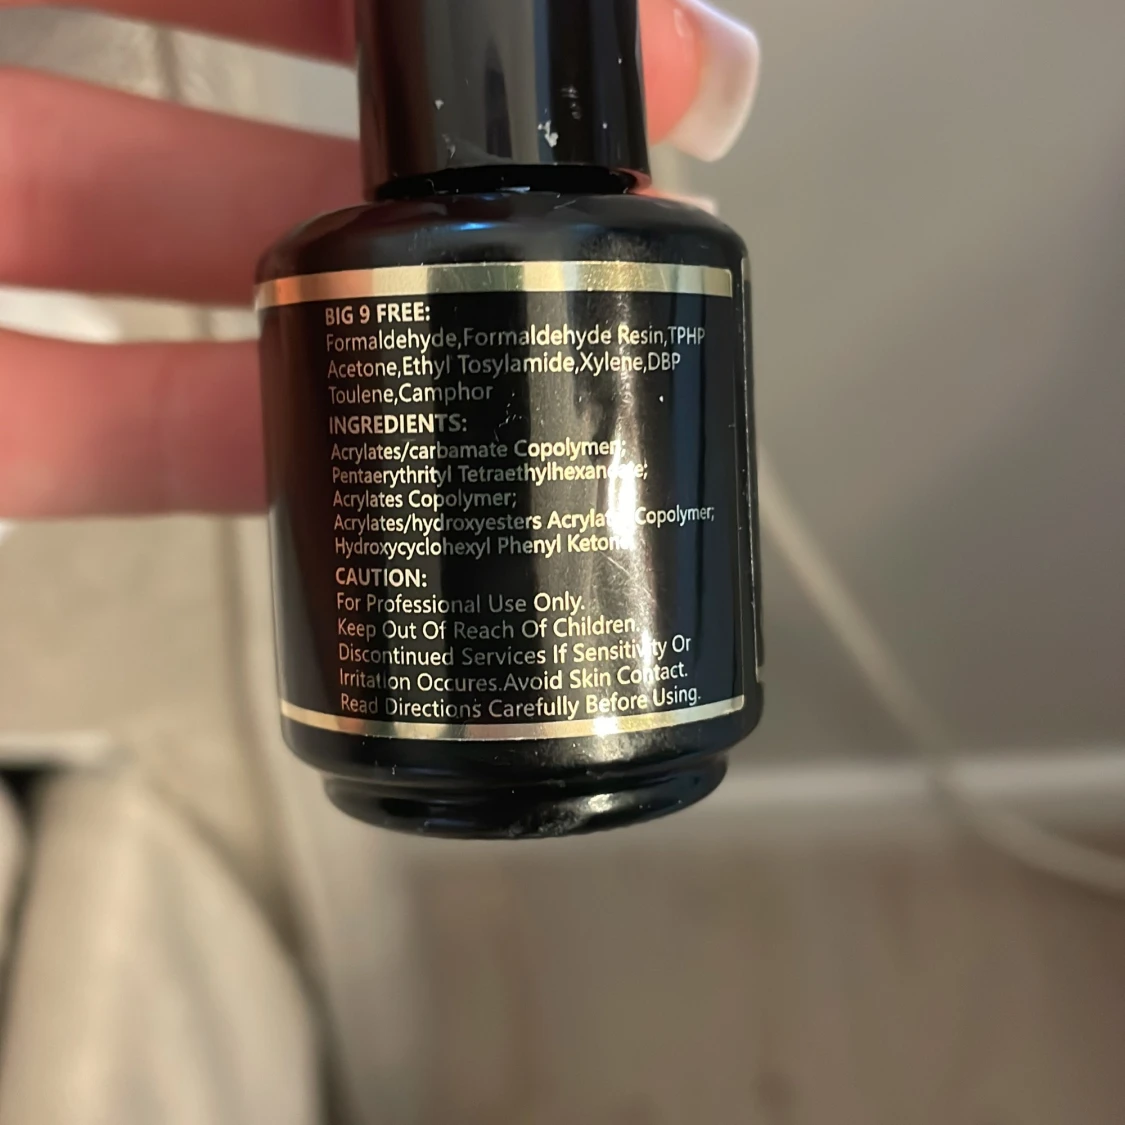 BIG 9 FREE:
Formaldehyde,Formaldehyde Resin,TPHP
Acetone,Ethyl Tosylamide,Xylene,DBP
Toulene,Camphor
INGREDIENTS:
Acrylates/carbamate Copolymer;
Pentaerythrityl
Acrylates Copolymer;
Acrylates/hydroxyesters Acrylates Copolymer;
Hydroxycyclohexyl Phenyl Ketone
CAUTION:
For Professional Use Only.
Keep Out Of Reach Of Children.
Discontinued Services If Sensitivity Or
Irritation Occures.Avoid Skin Contact.
Read Directions Carefully Before Using.